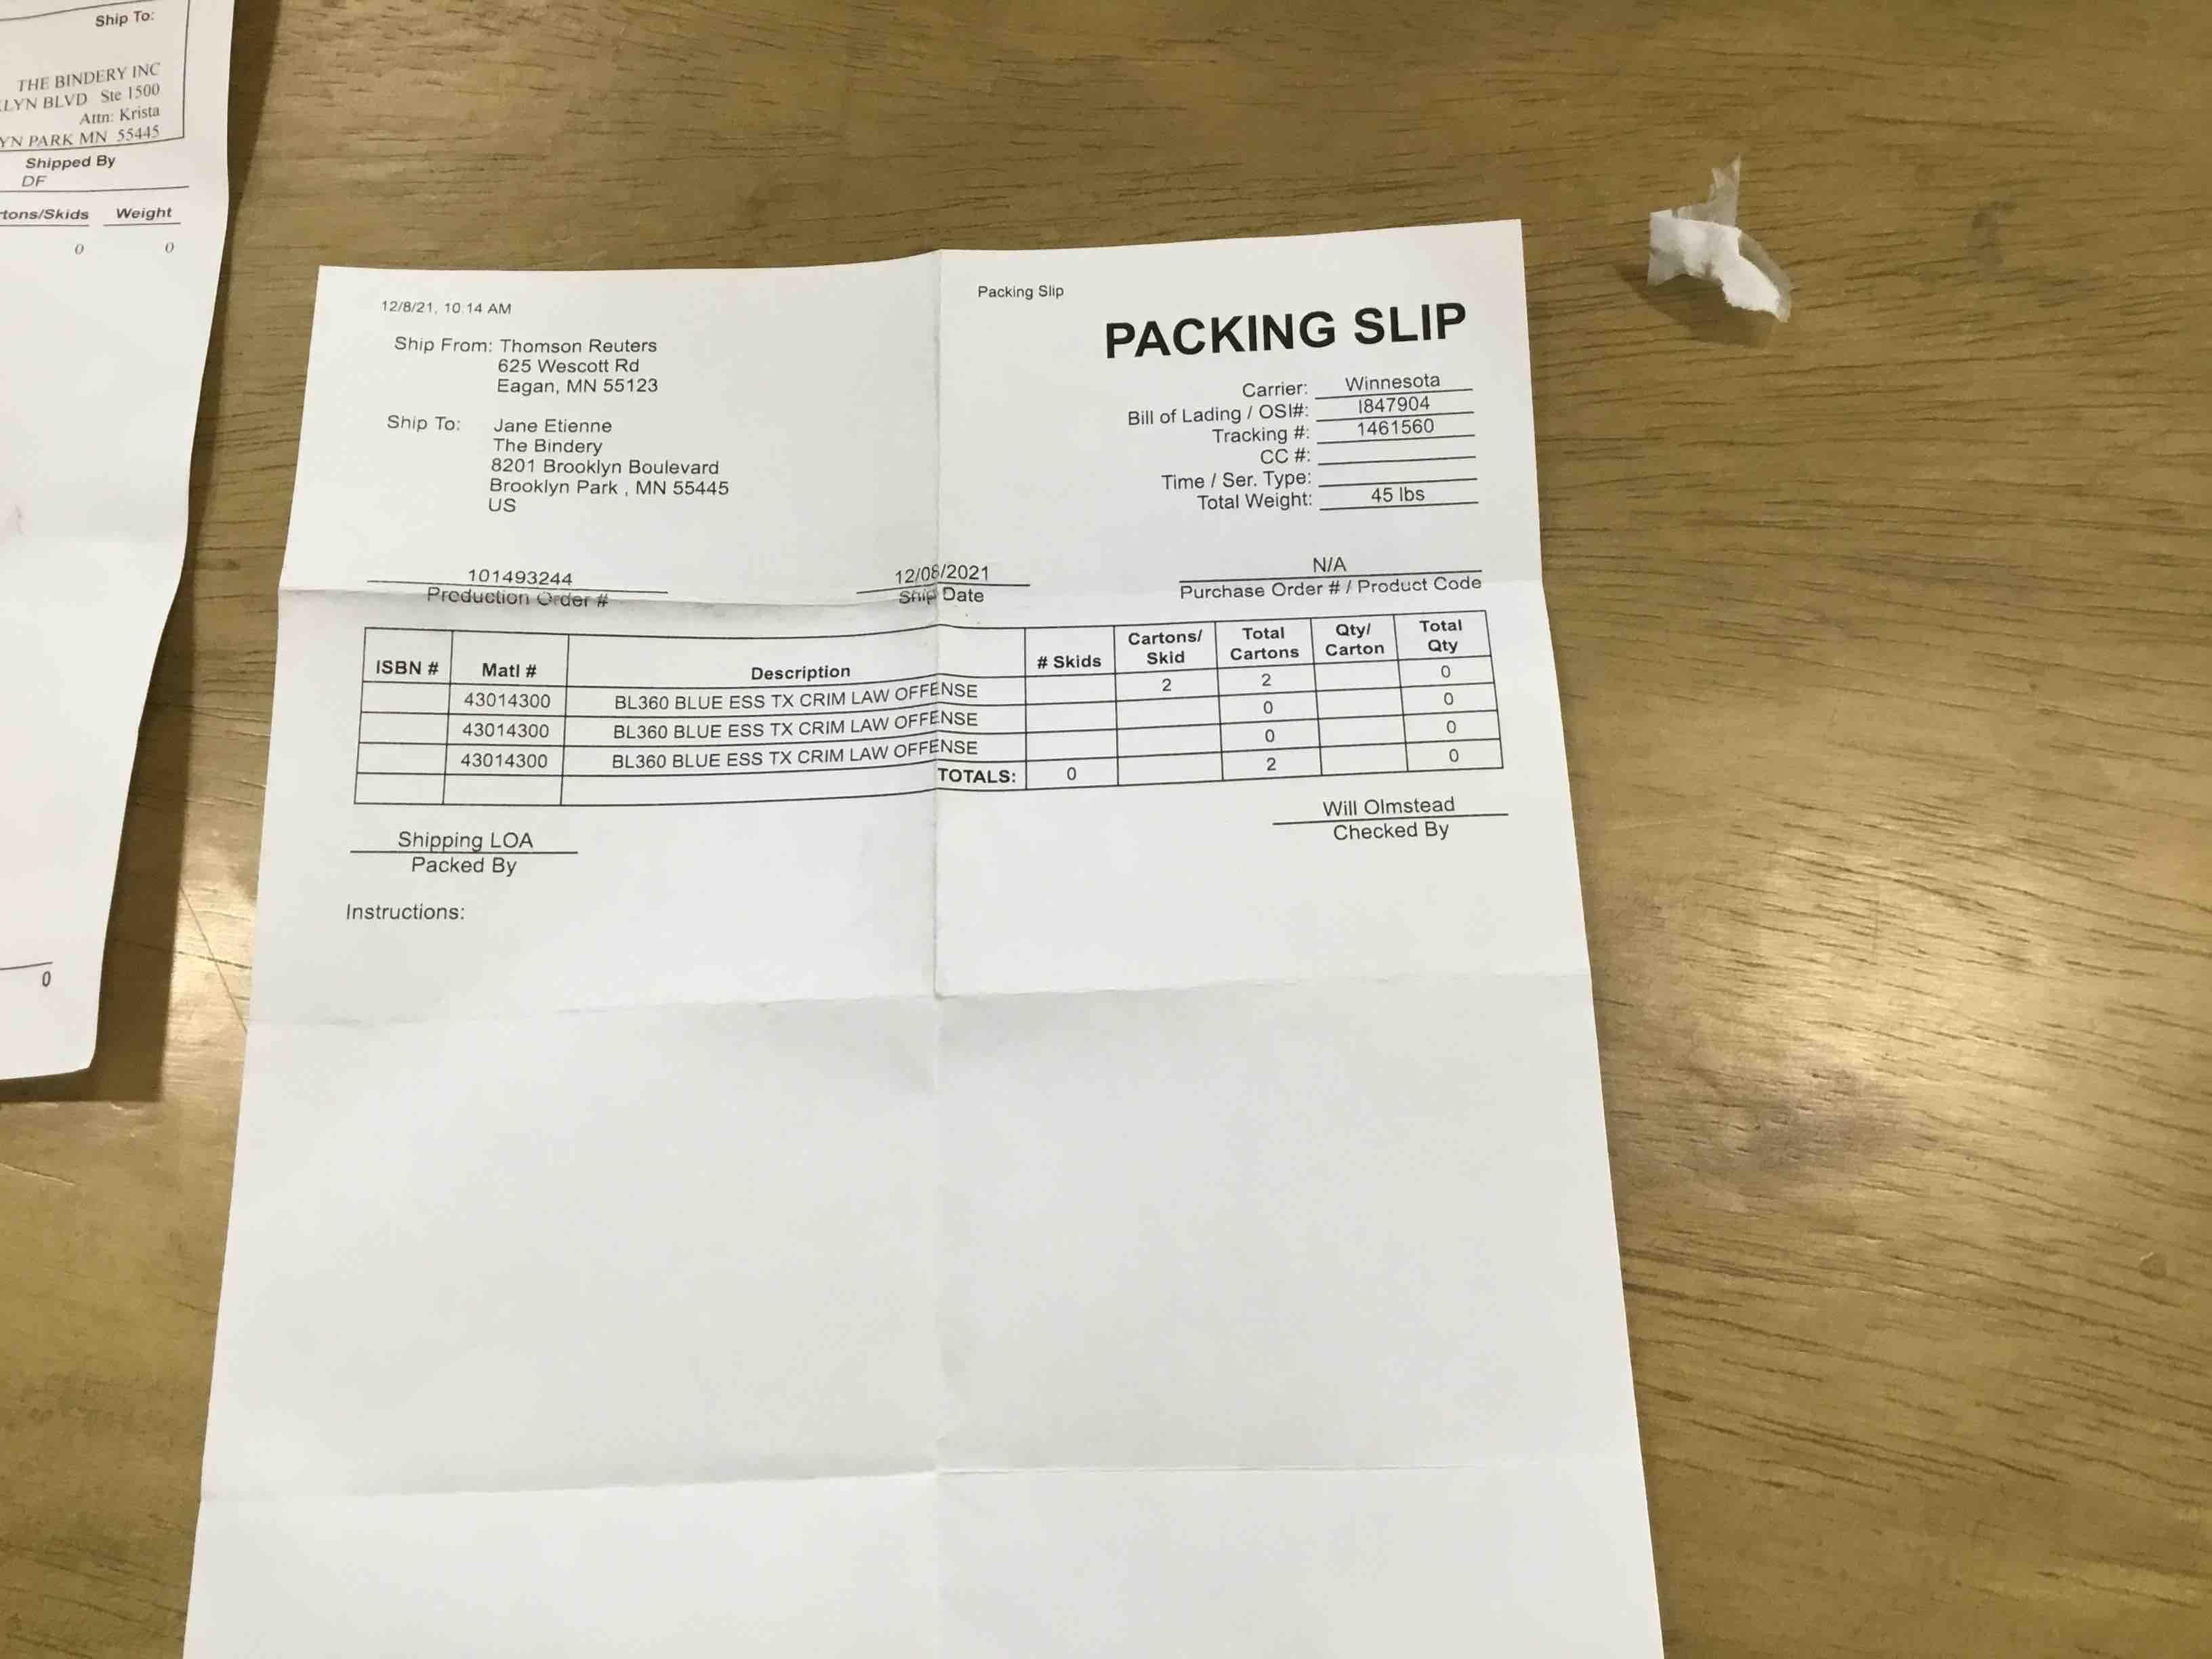 Ship To:
THE BINDERY INC
LYN BLVD Ste 1500
Attn: Krista
YN PARK MN 55445
Shipped By
DF
tons/Skids Weight
0 0
0
12/8/21, 10:14 AM
Packing Slip
PACKING SLIP
Ship From: Thomson Reuters
625 Wescott Rd
Eagan, MN 55123
Ship To: Jane Etienne
The Bindery
8201 Brooklyn Boulevard
Brooklyn Park , MN 55445
US
Carrier: Winnesota
Bill of Lading / OSI#: I847904
Tracking #: 1461560
CC #:
Time / Ser. Type:
Total Weight: 45 lbs
101493244 12/08/2021 N/A
Production Order # Ship Date Purchase Order # / Product Code
ISBN # Matl # Description # Skids Cartons/ Skid Total Cartons Qty/ Carton Total Qty
43014300 BL360 BLUE ESS TX CRIM LAW OFFENSE 2 2 0
43014300 BL360 BLUE ESS TX CRIM LAW OFFENSE 0 0
43014300 BL360 BLUE ESS TX CRIM LAW OFFENSE 0 0
TOTALS: 0 2 0
Shipping LOA
Packed By
Will Olmstead
Checked By
Instructions: